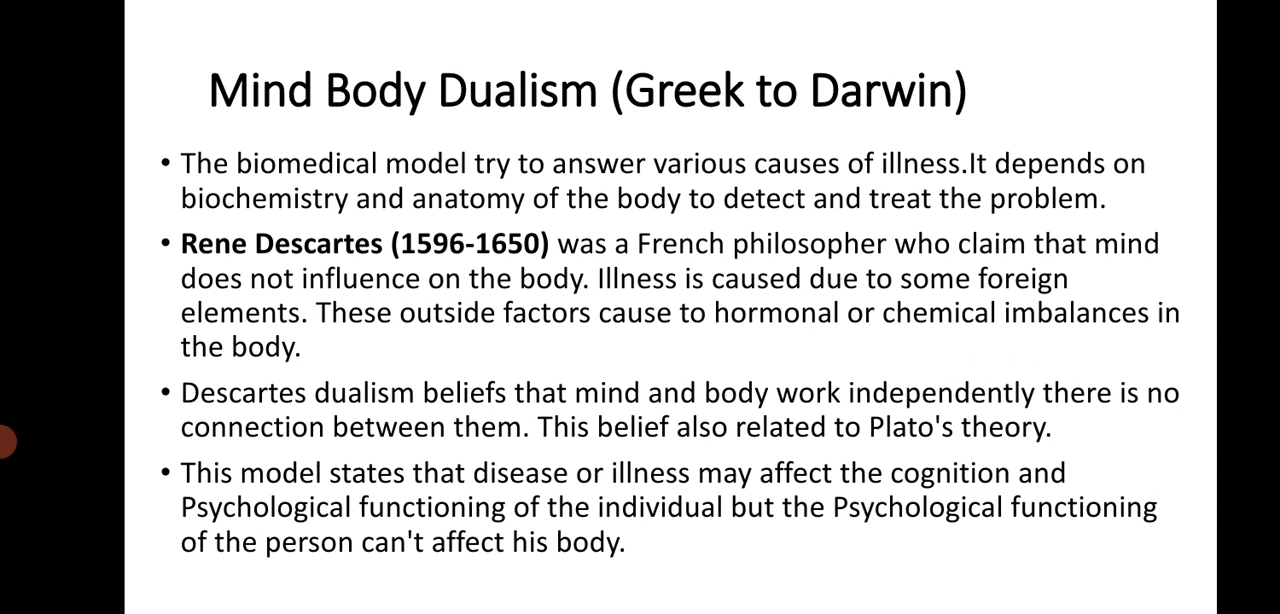 Mind Body Dualism (Greek to Darwin)
• The biomedical model try to answer various causes of illness.It depends on
biochemistry and anatomy of the body to detect and treat the problem.
• Rene Descartes (1596-1650) was a French philosopher who claim that mind
does not influence on the body. Illness is caused due to some foreign
elements. These outside factors cause to hormonal or chemical imbalances in
the body.
• Descartes dualism beliefs that mind and body work independently there is no
connection between them. This belief also related to Plato's theory.
• This model states that disease or illness may affect the cognition and
Psychological functioning of the individual but the Psychological functioning
of the person can't affect his body.